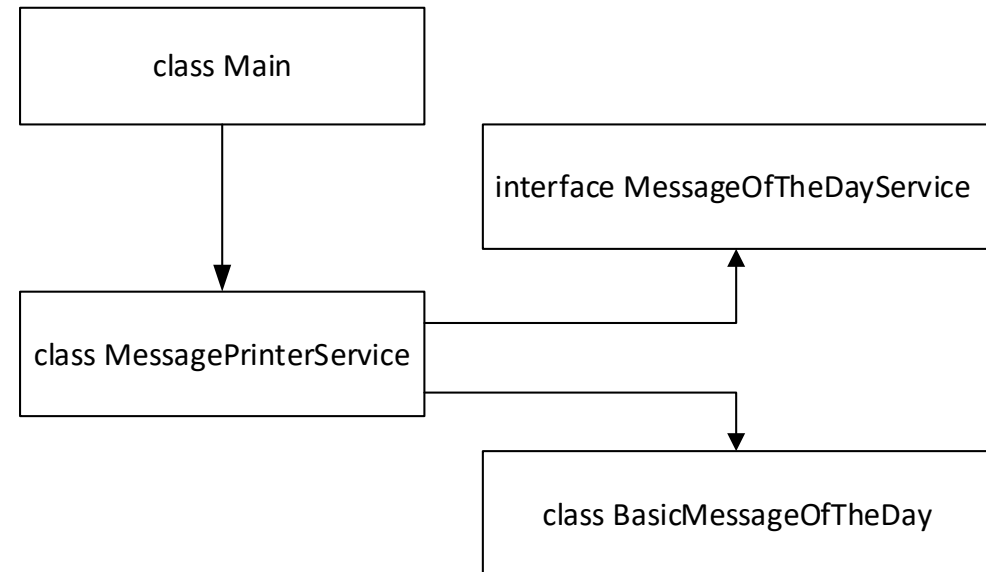 class Main
interface MessageOfTheDayService
class MessagePrinterService
class BasicMessageOfTheDay